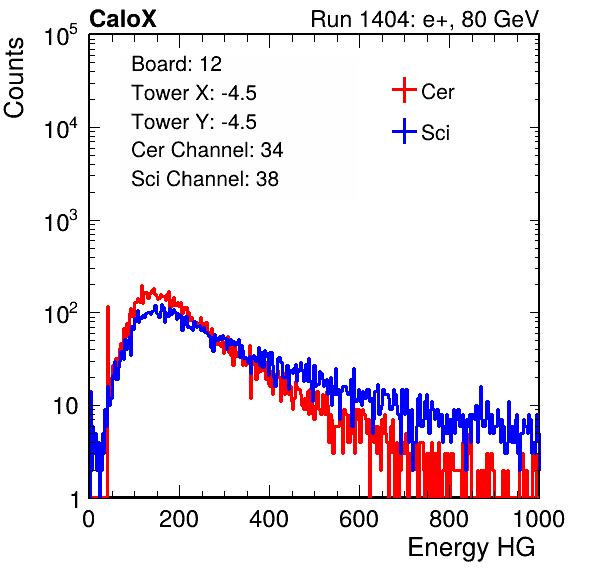 CaloX Run 1404: e+, 80 GeV
Counts
Board: 12
Tower X: -4.5
Tower Y: -4.5
Cer Channel: 34
Sci Channel: 38
Cer
Sci
10^5
10^4
10^3
10^2
10
1
0 200 400 600 800 1000
Energy HG